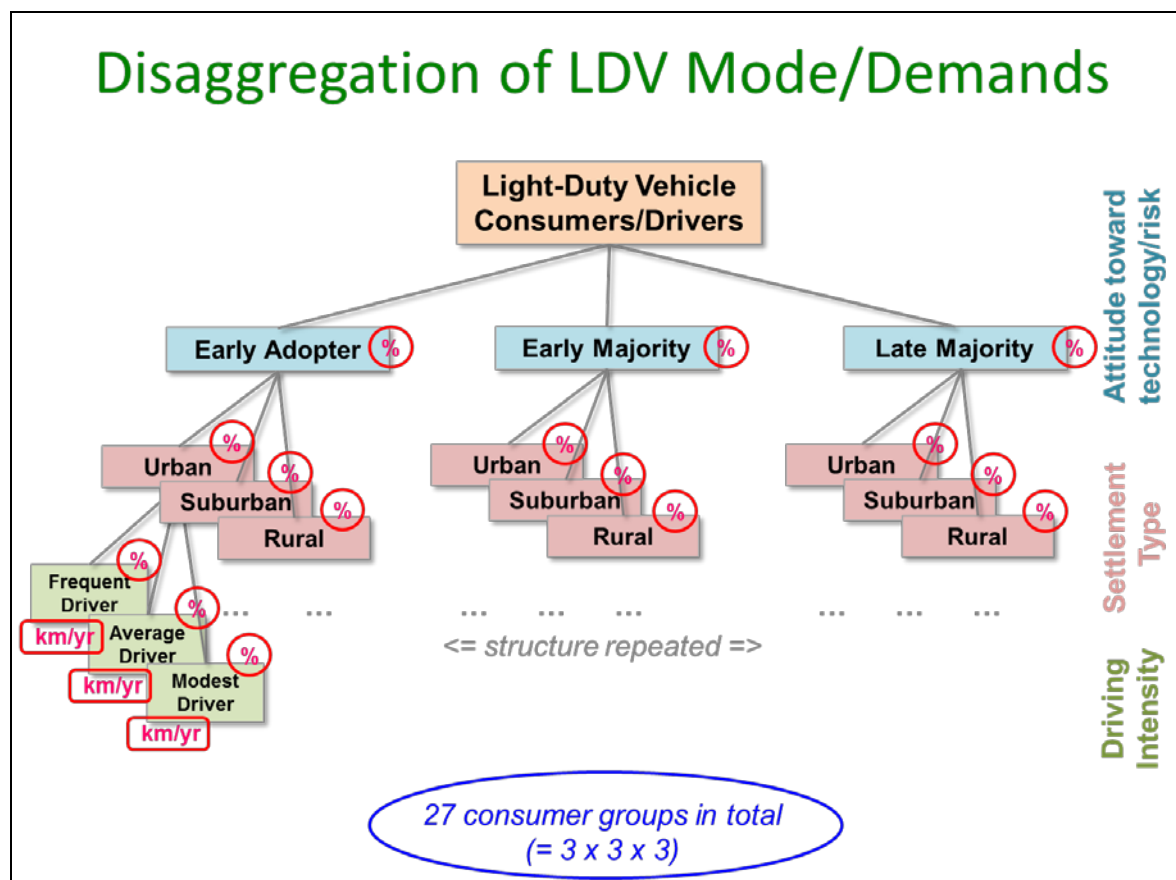 Disaggregation of LDV Mode/Demands
Light-Duty Vehicle
Consumers/Drivers
Attitude toward
technology/risk
Early Adopter
%
Early Majority
%
Late Majority
%
Urban
%
Suburban
%
Rural
%
Urban
%
Suburban
%
Rural
%
Urban
%
Suburban
%
Rural
%
Settlement
Type
Frequent
Driver
%
km/yr
Average
Driver
%
km/yr
Modest
Driver
%
km/yr
... ...
... ... ...
... ... ...
<= structure repeated =>
Driving
Intensity
27 consumer groups in total
(= 3 x 3 x 3)